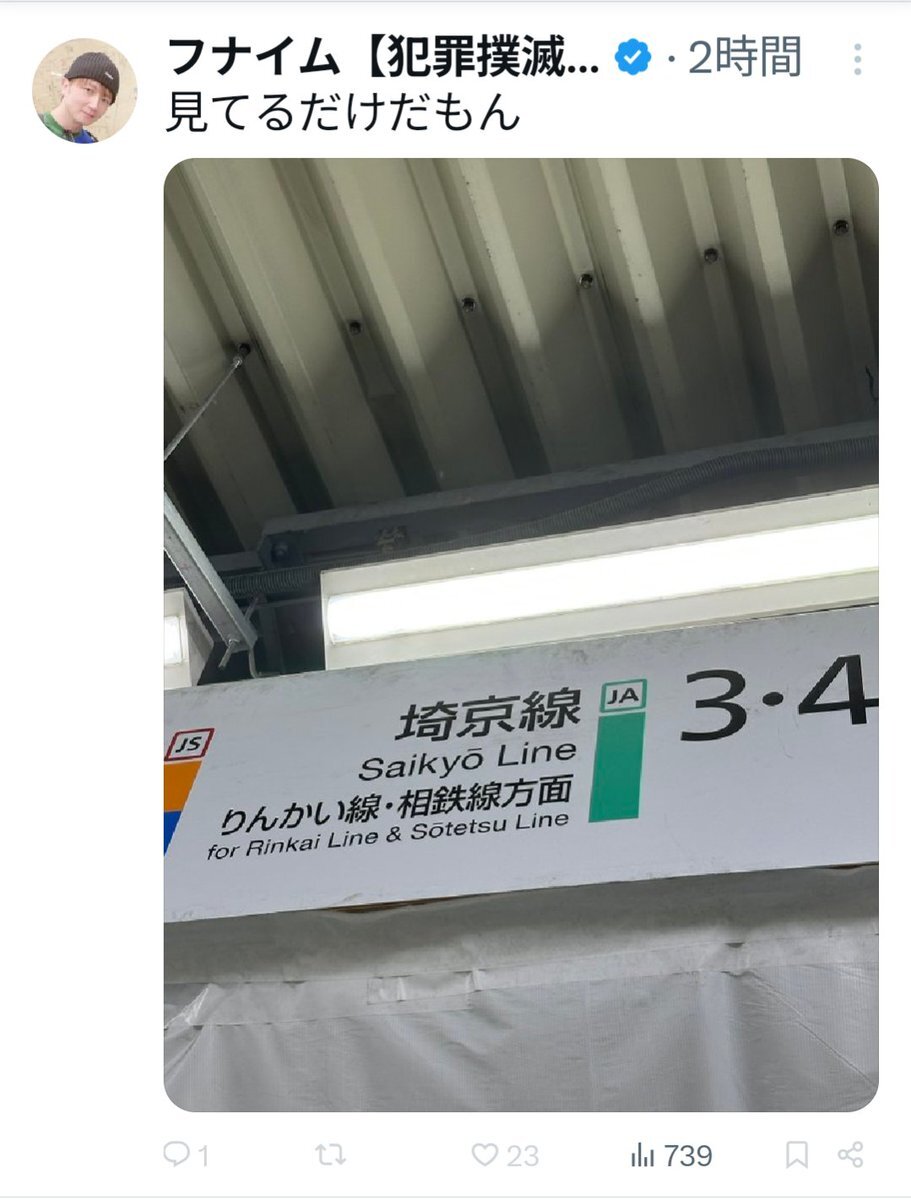 フナイム【犯罪撲滅... · 2時間
見てるだけだもん
JS
埼京線
Saikyō Line
りんかい線・相鉄線方面
for Rinkai Line & Sōtetsu Line
JA
3・4
1
23
739